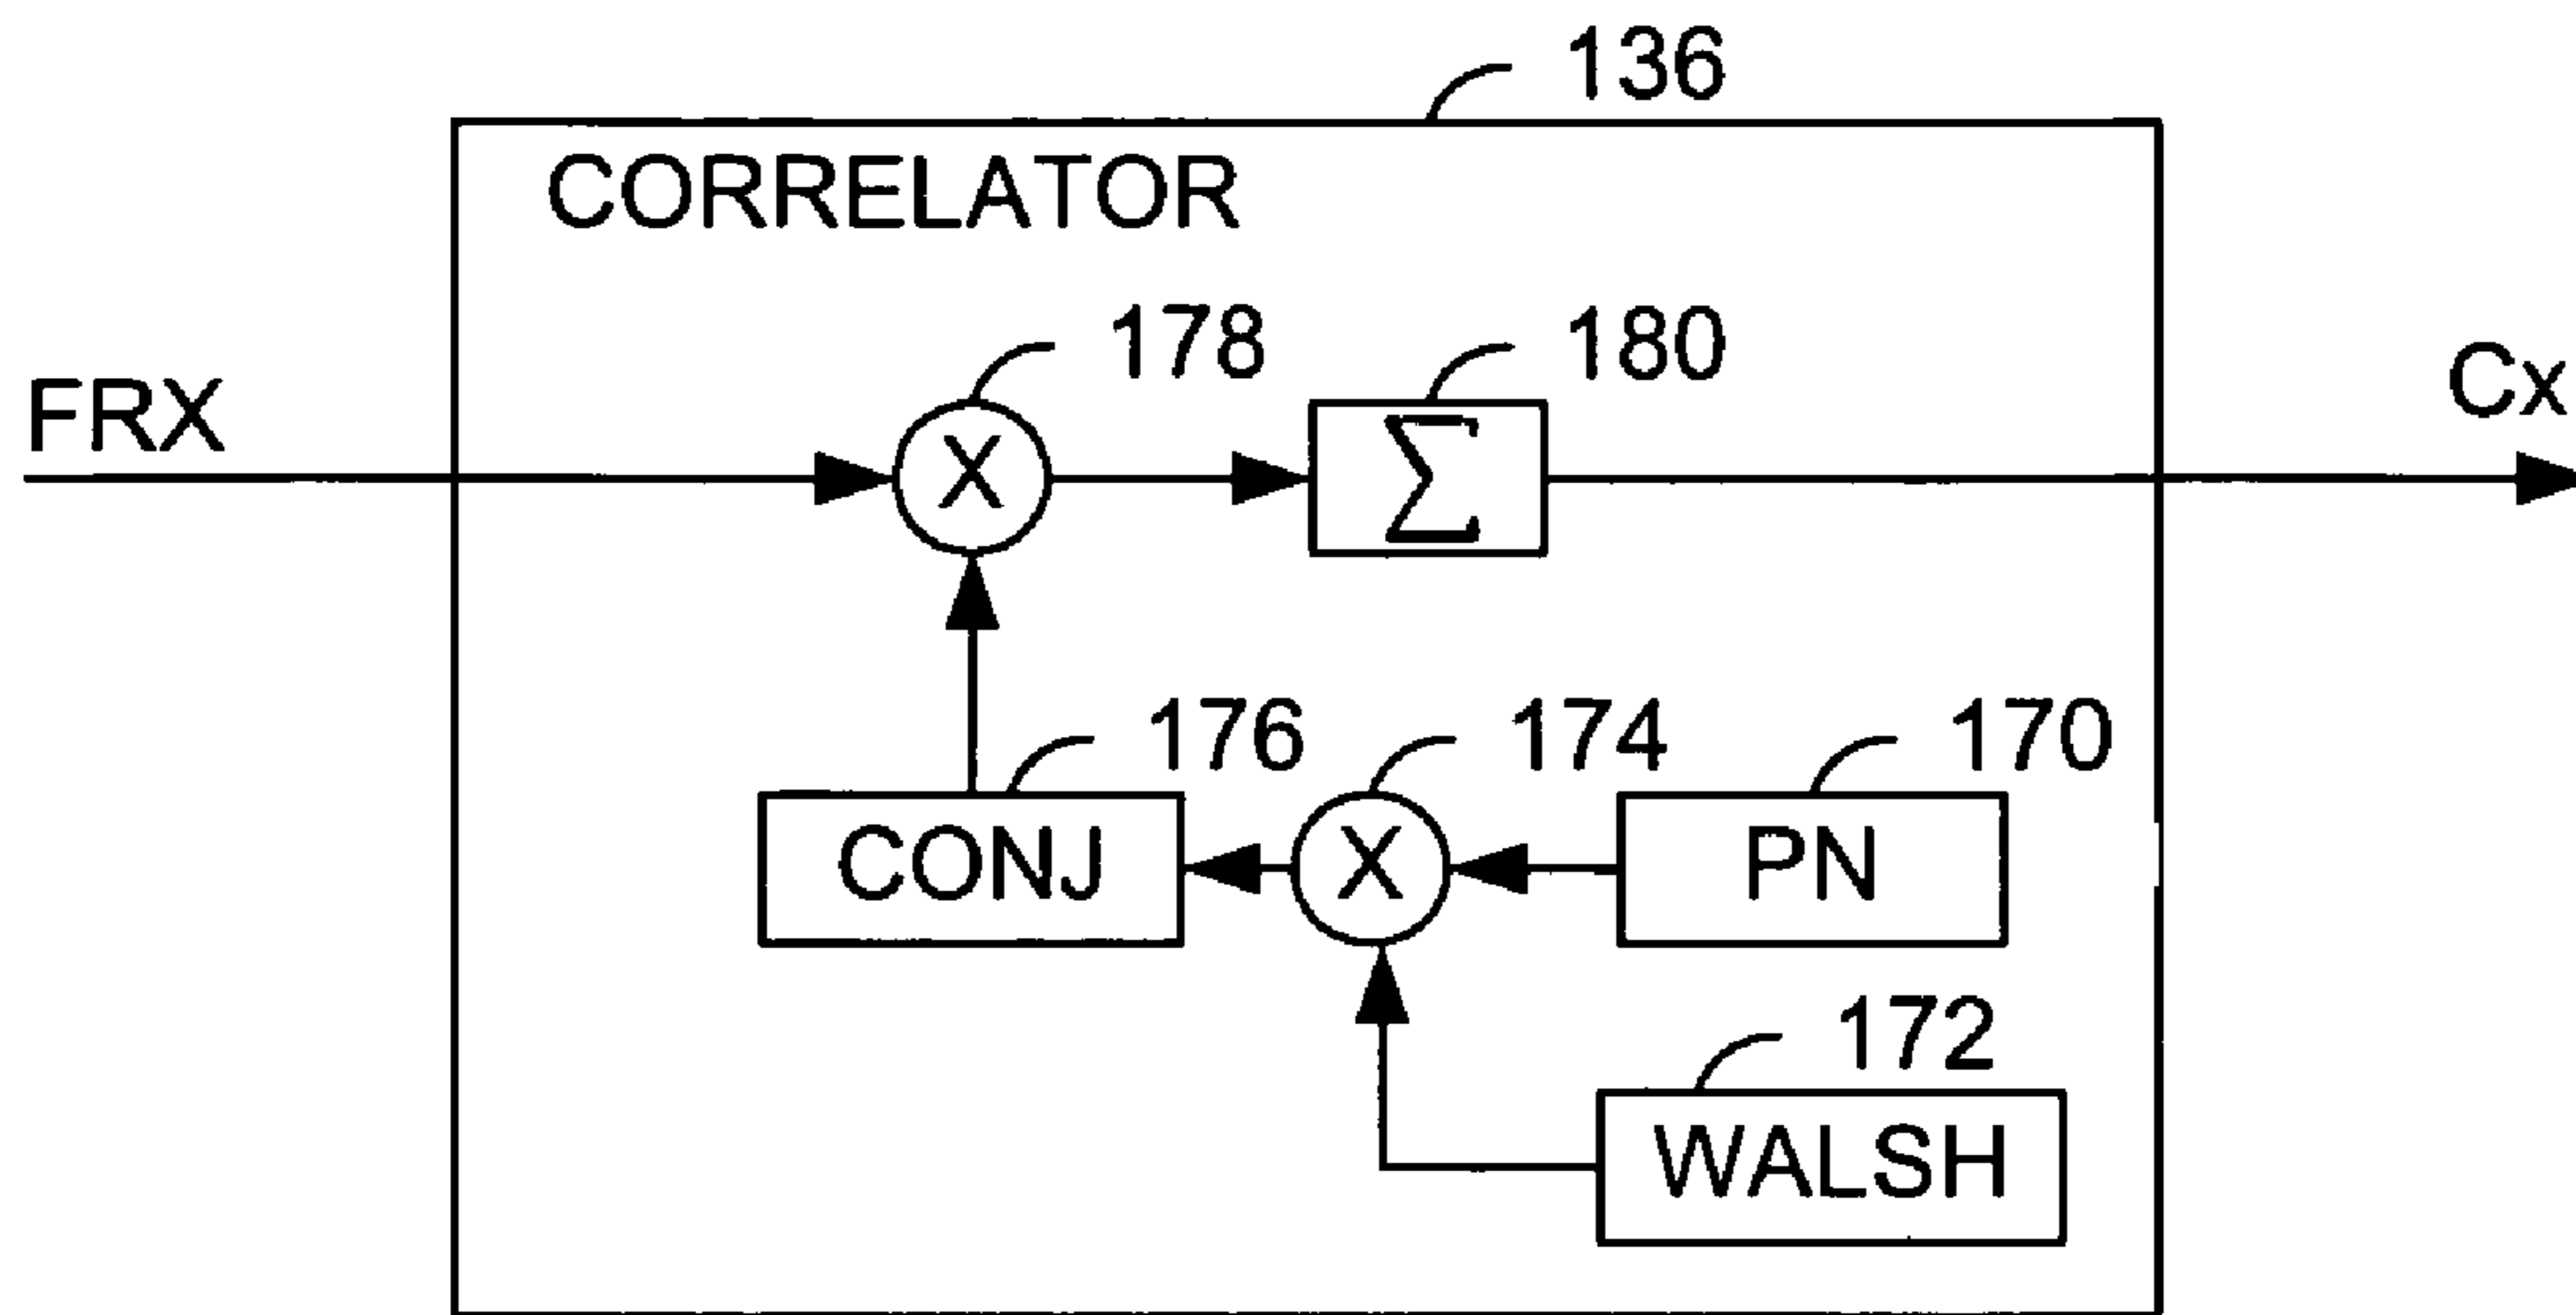 136
CORRELATOR
178
180
FRX
Cx
X
Σ
176
174
170
CONJ
X
PN
172
WALSH